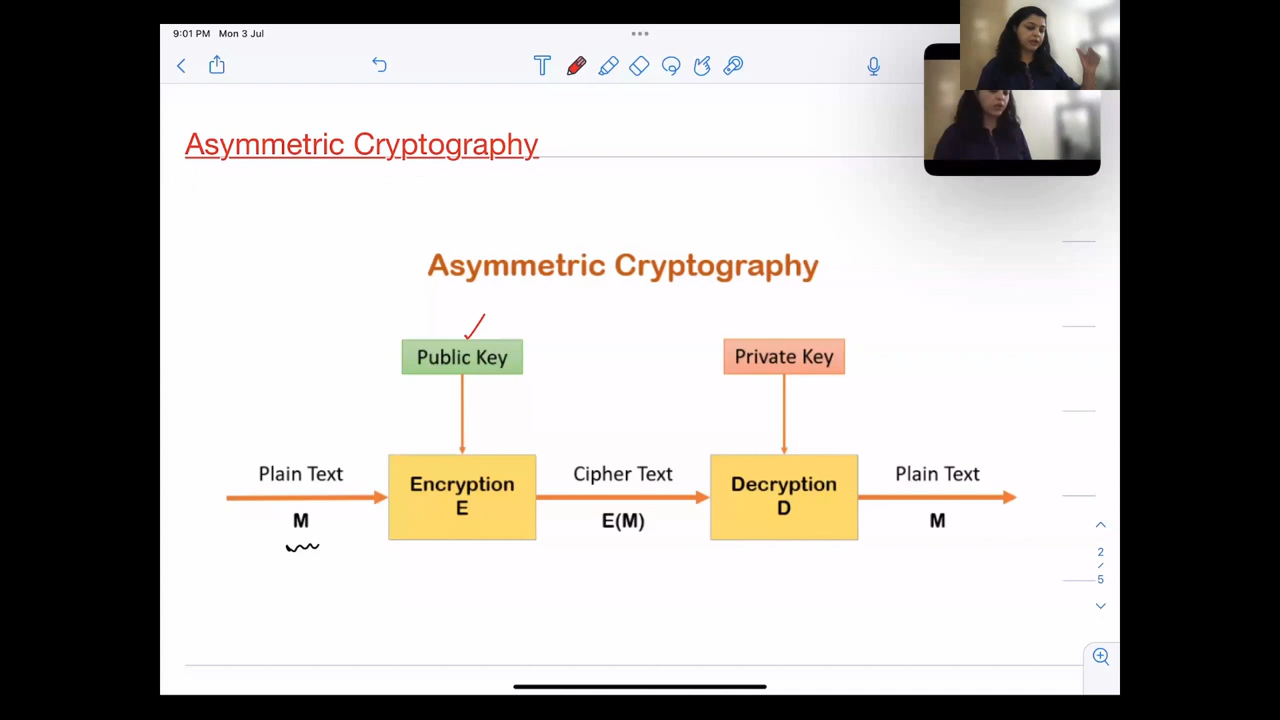 9:01 PM Mon 3 Jul
Asymmetric Cryptography
Asymmetric Cryptography
Public Key
Private Key
Plain Text
Encryption
E
Cipher Text
Decryption
D
Plain Text
M
E(M)
M
2
/
5